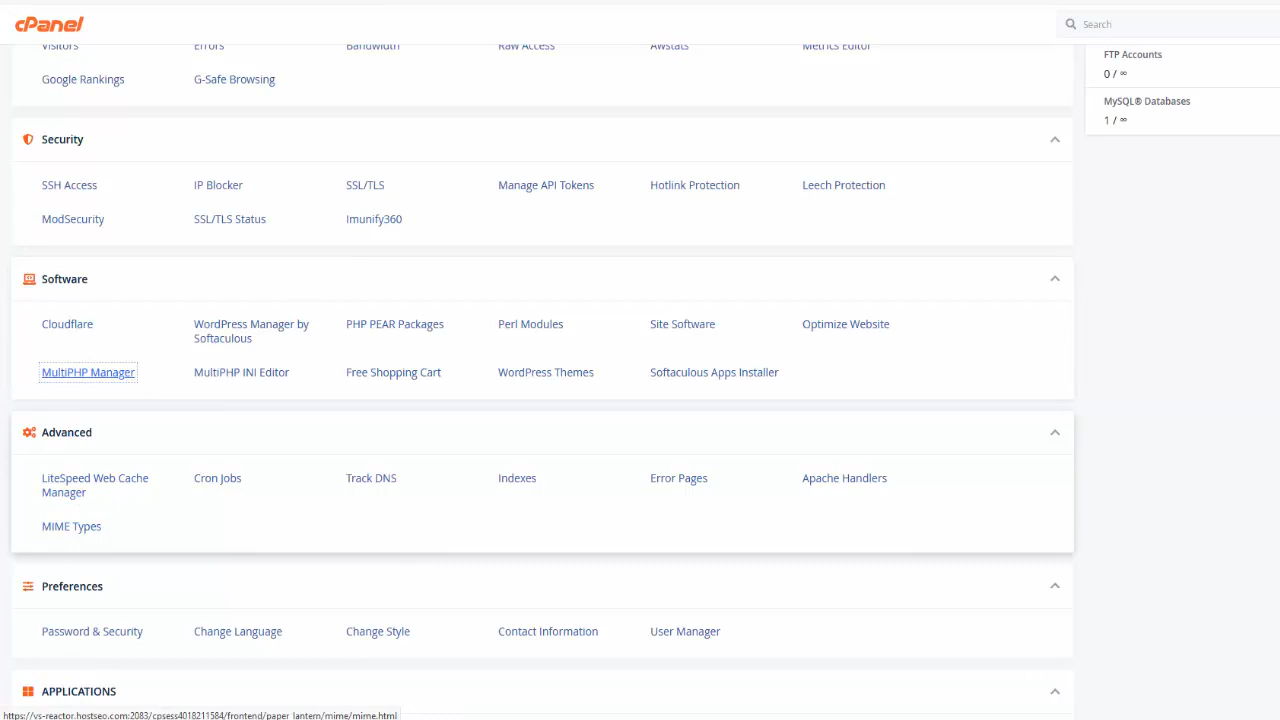 cPanel
Search
Visitors
Errors
Bandwidth
Raw Access
Awstats
Metrics Editor
FTP Accounts
0 / ∞
Google Rankings
G-Safe Browsing
MySQL® Databases
1 / ∞
Security
SSH Access
IP Blocker
SSL/TLS
Manage API Tokens
Hotlink Protection
Leech Protection
ModSecurity
SSL/TLS Status
Imunify360
Software
Cloudflare
WordPress Manager by
Softaculous
PHP PEAR Packages
Perl Modules
Site Software
Optimize Website
MultiPHP Manager
MultiPHP INI Editor
Free Shopping Cart
WordPress Themes
Softaculous Apps Installer
Advanced
LiteSpeed Web Cache
Manager
Cron Jobs
Track DNS
Indexes
Error Pages
Apache Handlers
MIME Types
Preferences
Password & Security
Change Language
Change Style
Contact Information
User Manager
APPLICATIONS
https://vs-reactor.hostseo.com:2083/cpsess4018211584/frontend/paper_lantern/mime/mime.html